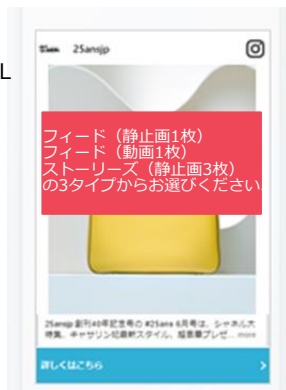 25ansjp
L
フィード（静止画1枚）
フィード（動画1枚）
ストーリーズ（静止画3枚）
の3タイプからお選びください
25ansjp 創刊40年記念号の #25ans 6月号は、シャネル大
特集、キャサリン妃最新スタイル、超豪華プレゼ... more
詳しくはこちら